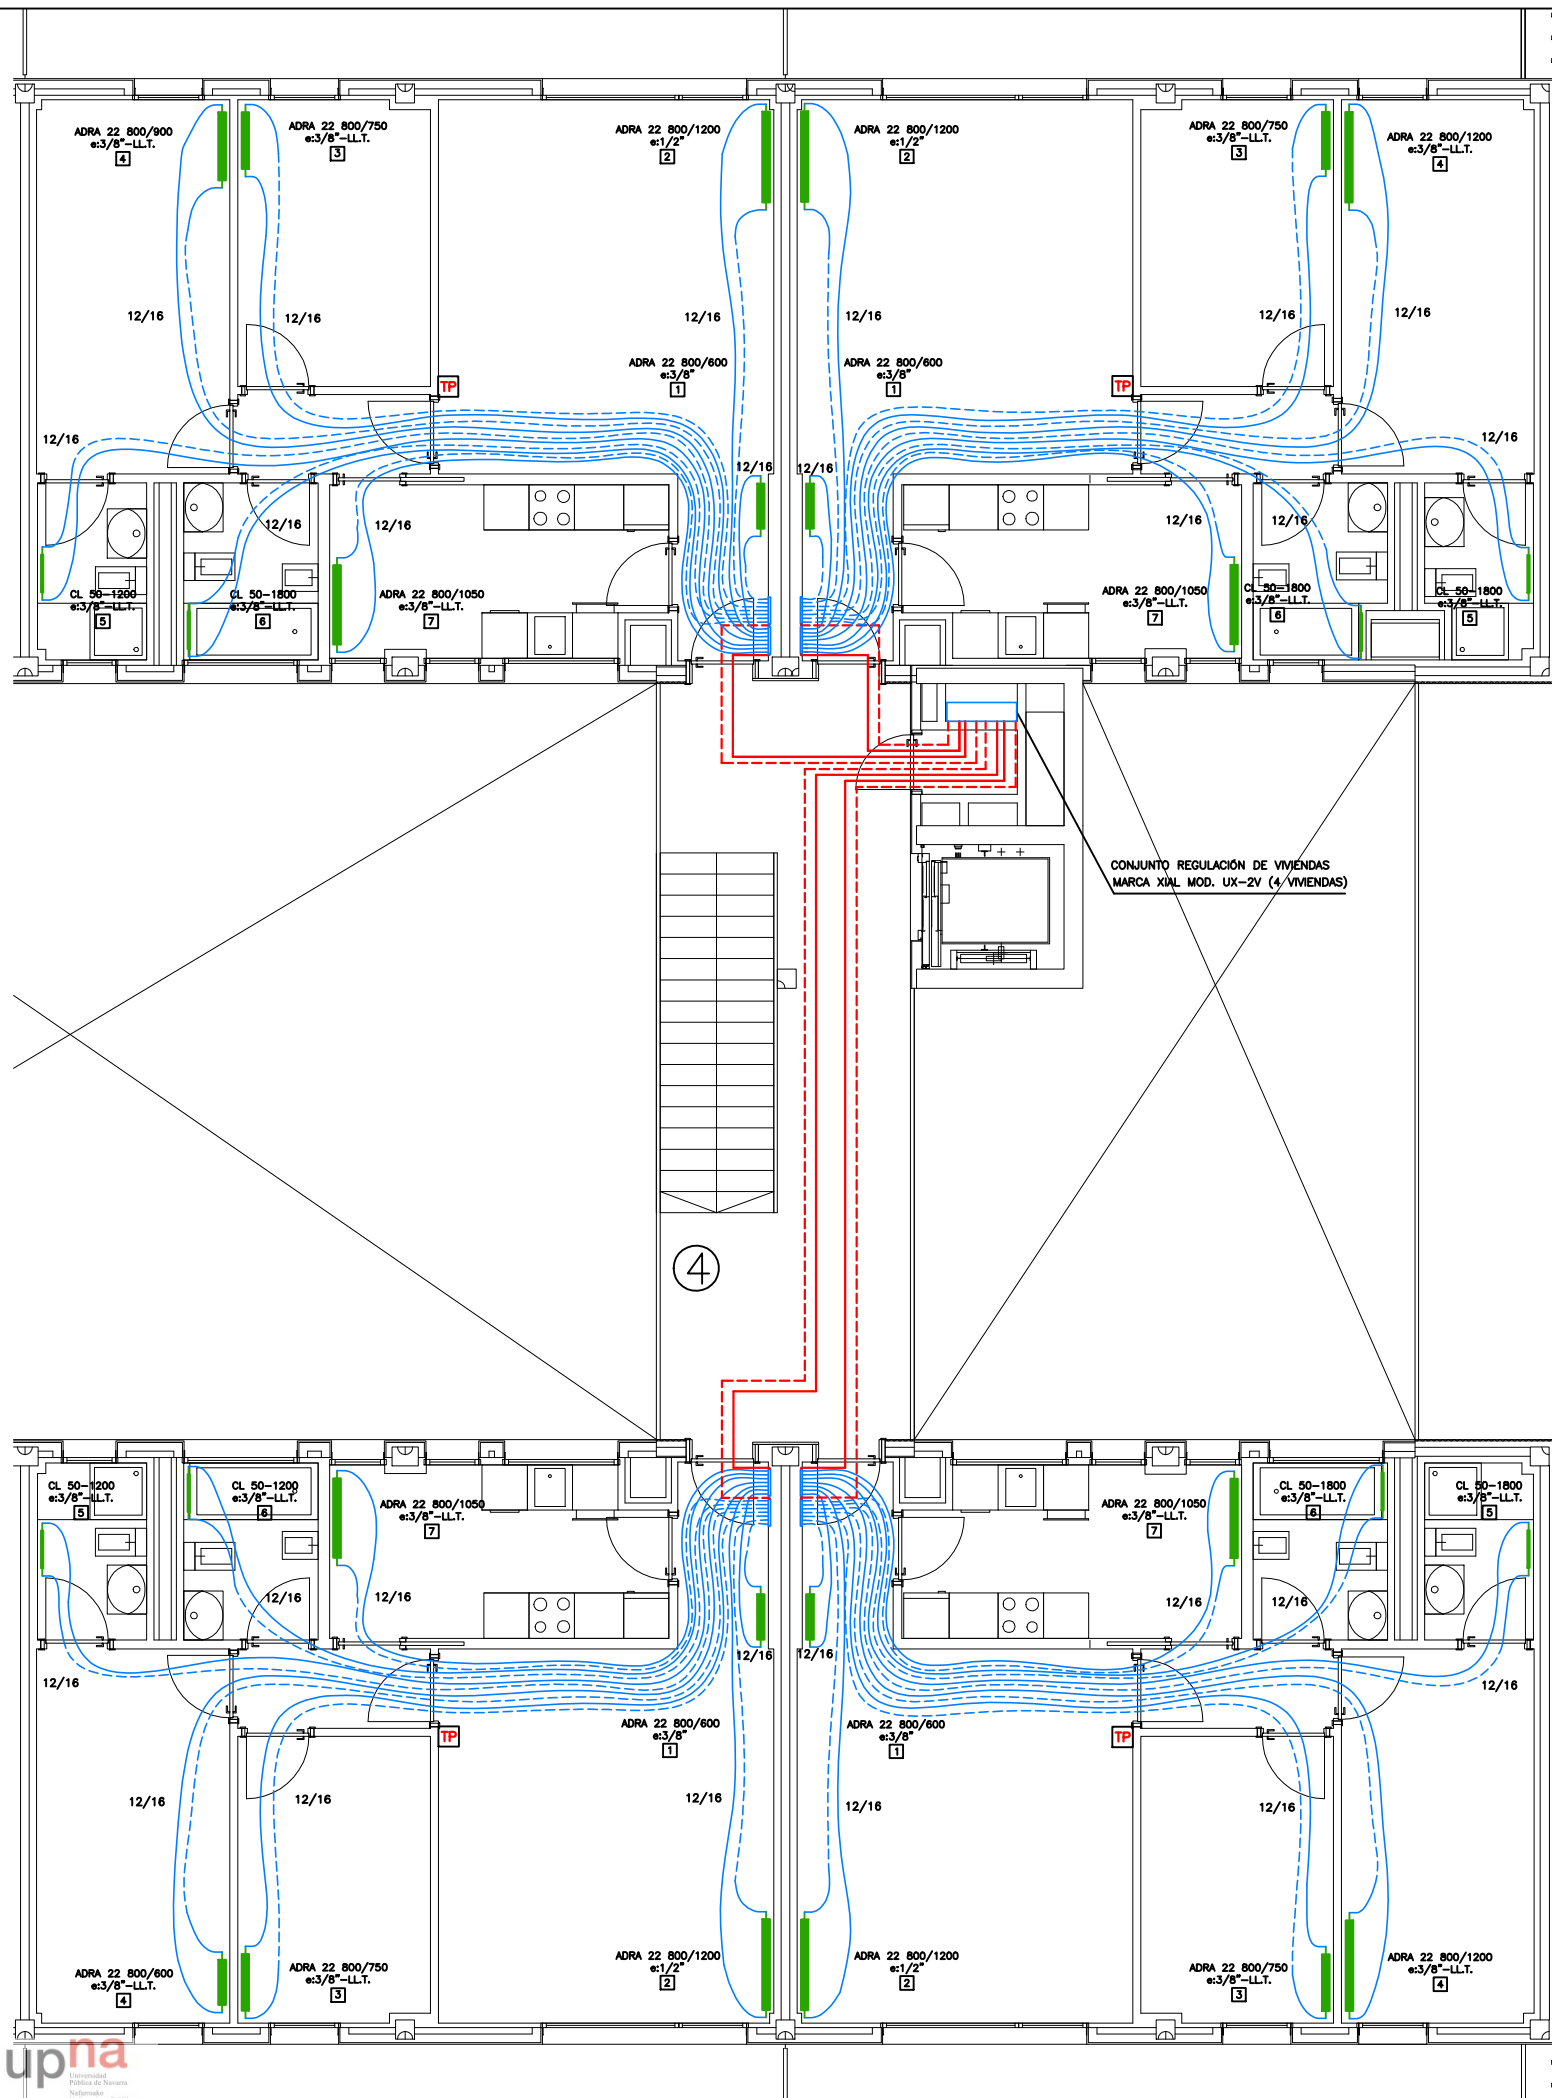 ADRA 22 800/900
e:3/8"-LL.T.
4
ADRA 22 800/750
e:3/8"-LL.T.
3
ADRA 22 800/1200
e:1/2"
2
ADRA 22 800/1200
e:1/2"
2
ADRA 22 800/750
e:3/8"-LL.T.
3
ADRA 22 800/1200
e:3/8"-LL.T.
4
12/16
12/16
12/16
12/16
12/16
12/16
ADRA 22 800/600
e:3/8"
1
ADRA 22 800/600
e:3/8"
1
TP
TP
12/16
12/16
12/16
12/16
12/16
12/16
12/16
12/16
CL 50-1200
e:3/8"-LL.T.
5
CL 50-1800
e:3/8"-LL.T.
6
ADRA 22 800/1050
e:3/8"-LL.T.
7
ADRA 22 800/1050
e:3/8"-LL.T.
7
CL 50-1800
e:3/8"-LL.T.
6
CL 50-1800
e:3/8"-LL.T.
5
CONJUNTO REGULACIÓN DE VIVIENDAS
MARCA XIAL MOD. UX-2V (4 VIVIENDAS)
4
CL 50-1200
e:3/8"-LL.T.
5
CL 50-1200
e:3/8"-LL.T.
6
ADRA 22 800/1050
e:3/8"-LL.T.
7
ADRA 22 800/1050
e:3/8"-LL.T.
7
CL 50-1800
e:3/8"-LL.T.
6
CL 50-1800
e:3/8"-LL.T.
5
12/16
12/16
12/16
12/16
12/16
12/16
12/16
12/16
ADRA 22 800/600
e:3/8"
1
ADRA 22 800/600
e:3/8"
1
TP
TP
12/16
12/16
12/16
12/16
12/16
ADRA 22 800/600
e:3/8"-LL.T.
4
ADRA 22 800/750
e:3/8"-LL.T.
3
ADRA 22 800/1200
e:1/2"
2
ADRA 22 800/1200
e:1/2"
2
ADRA 22 800/750
e:3/8"-LL.T.
3
ADRA 22 800/1200
e:3/8"-LL.T.
4
upna
Universidad
Pública de Navarra
Nafarroako